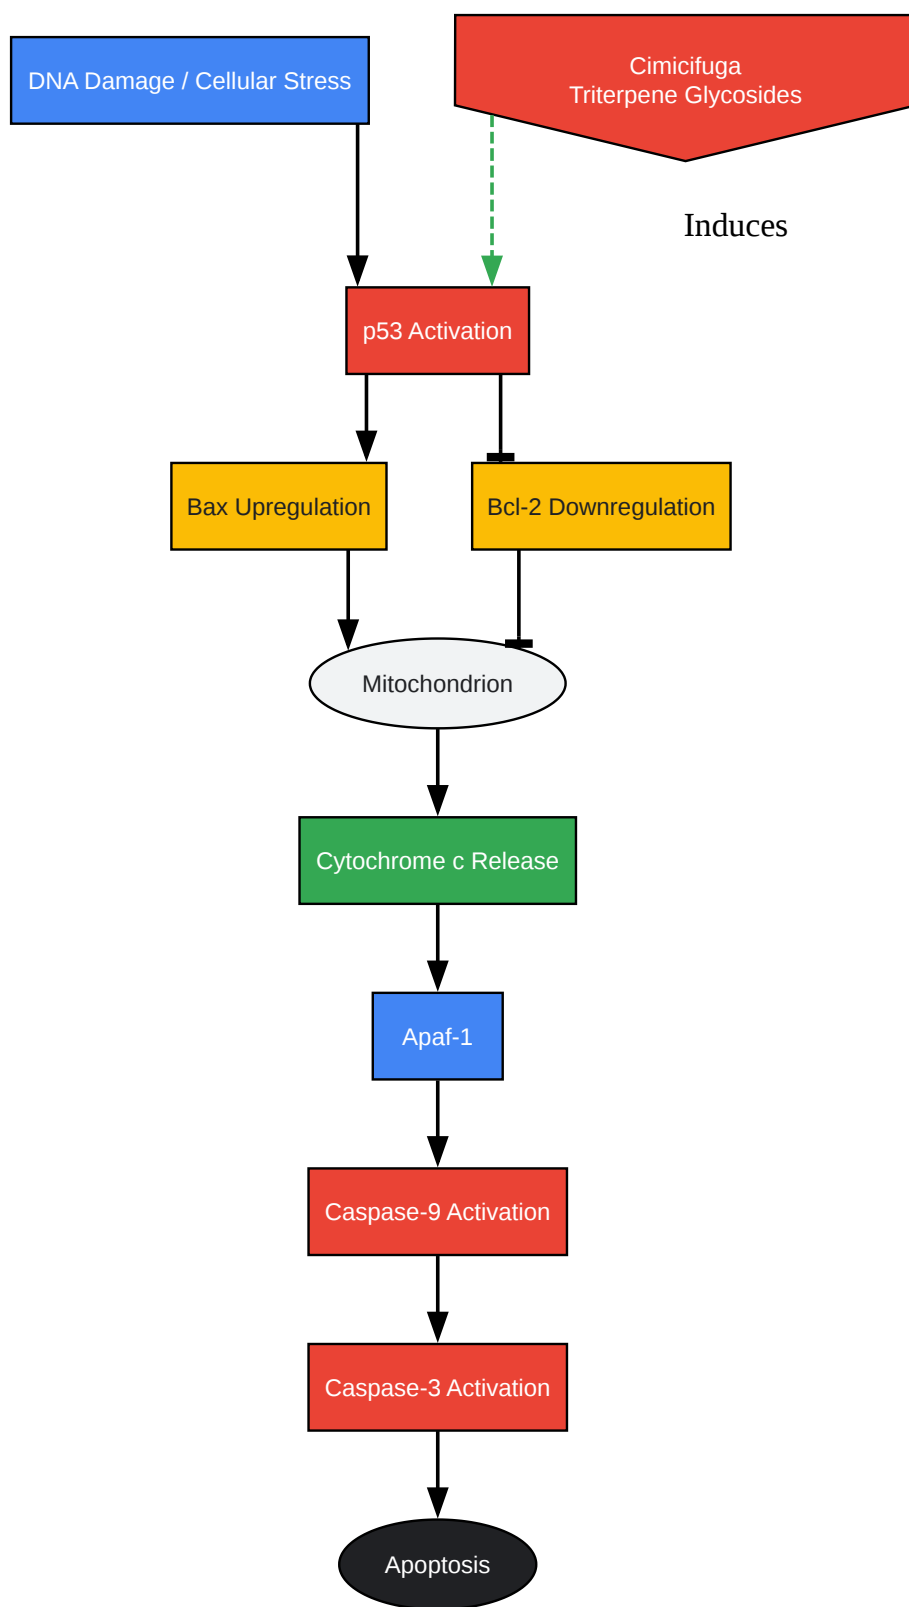 DNA Damage / Cellular Stress
Cimicifuga
Triterpene Glycosides
Induces
p53 Activation
Bax Upregulation
Bcl-2 Downregulation
Mitochondrion
Cytochrome c Release
Apaf-1
Caspase-9 Activation
Caspase-3 Activation
Apoptosis